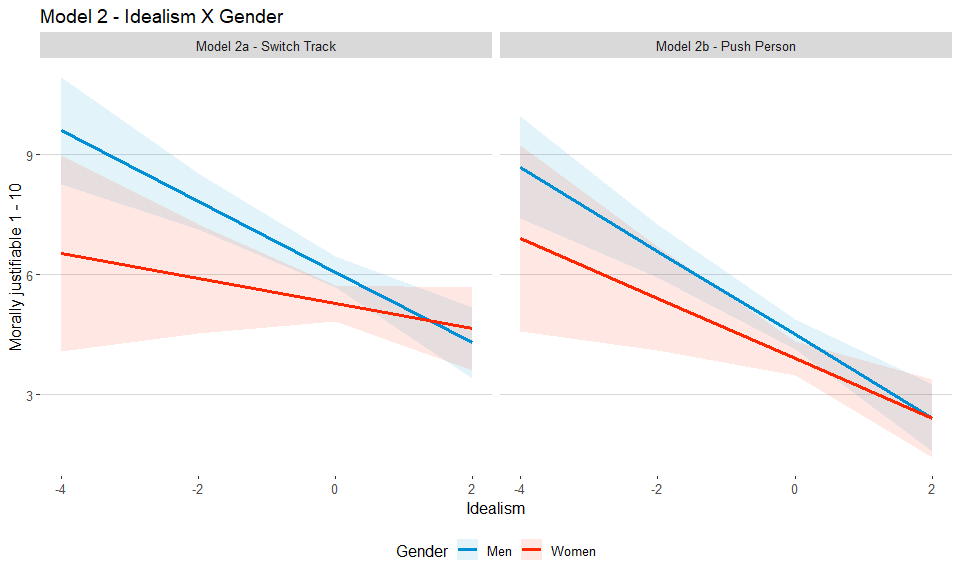 Model 2 - Idealism X Gender
Model 2a - Switch Track
Model 2b - Push Person
Morally justifiable 1 - 10
9
6
3
-4
-2
0
2
-4
-2
0
2
Idealism
Gender
Men
Women